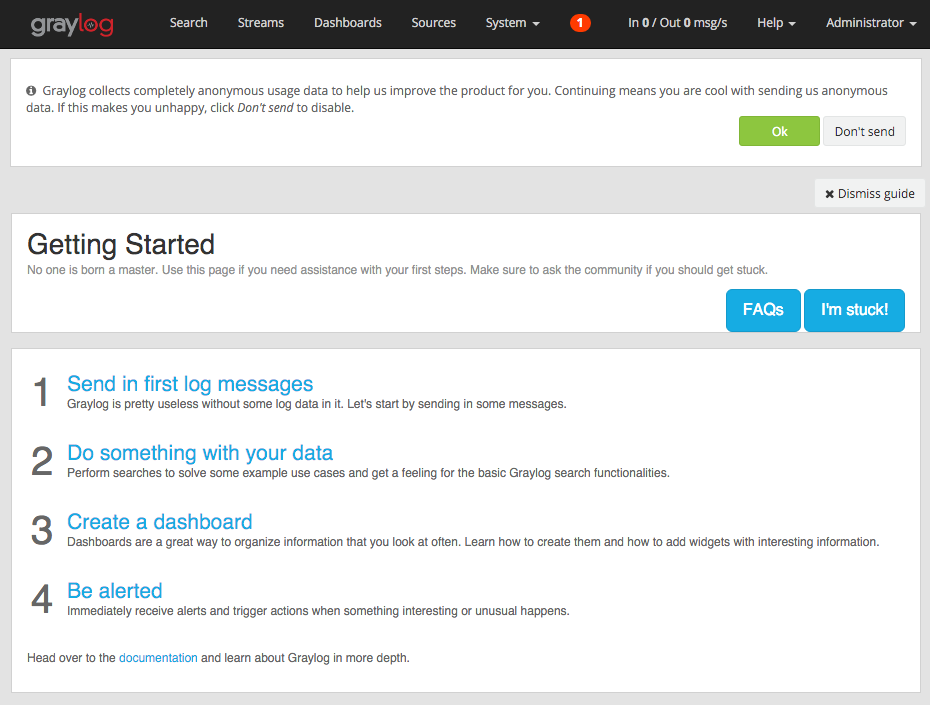 graylog Search Streams Dashboards Sources System 1 In 0 / Out 0 msg/s Help Administrator
Graylog collects completely anonymous usage data to help us improve the product for you. Continuing means you are cool with sending us anonymous
data. If this makes you unhappy, click Don't send to disable.
Ok Don't send
Dismiss guide
Getting Started
No one is born a master. Use this page if you need assistance with your first steps. Make sure to ask the community if you should get stuck.
FAQs I'm stuck!
1 Send in first log messages
Graylog is pretty useless without some log data in it. Let's start by sending in some messages.
2 Do something with your data
Perform searches to solve some example use cases and get a feeling for the basic Graylog search functionalities.
3 Create a dashboard
Dashboards are a great way to organize information that you look at often. Learn how to create them and how to add widgets with interesting information.
4 Be alerted
Immediately receive alerts and trigger actions when something interesting or unusual happens.
Head over to the documentation and learn about Graylog in more depth.